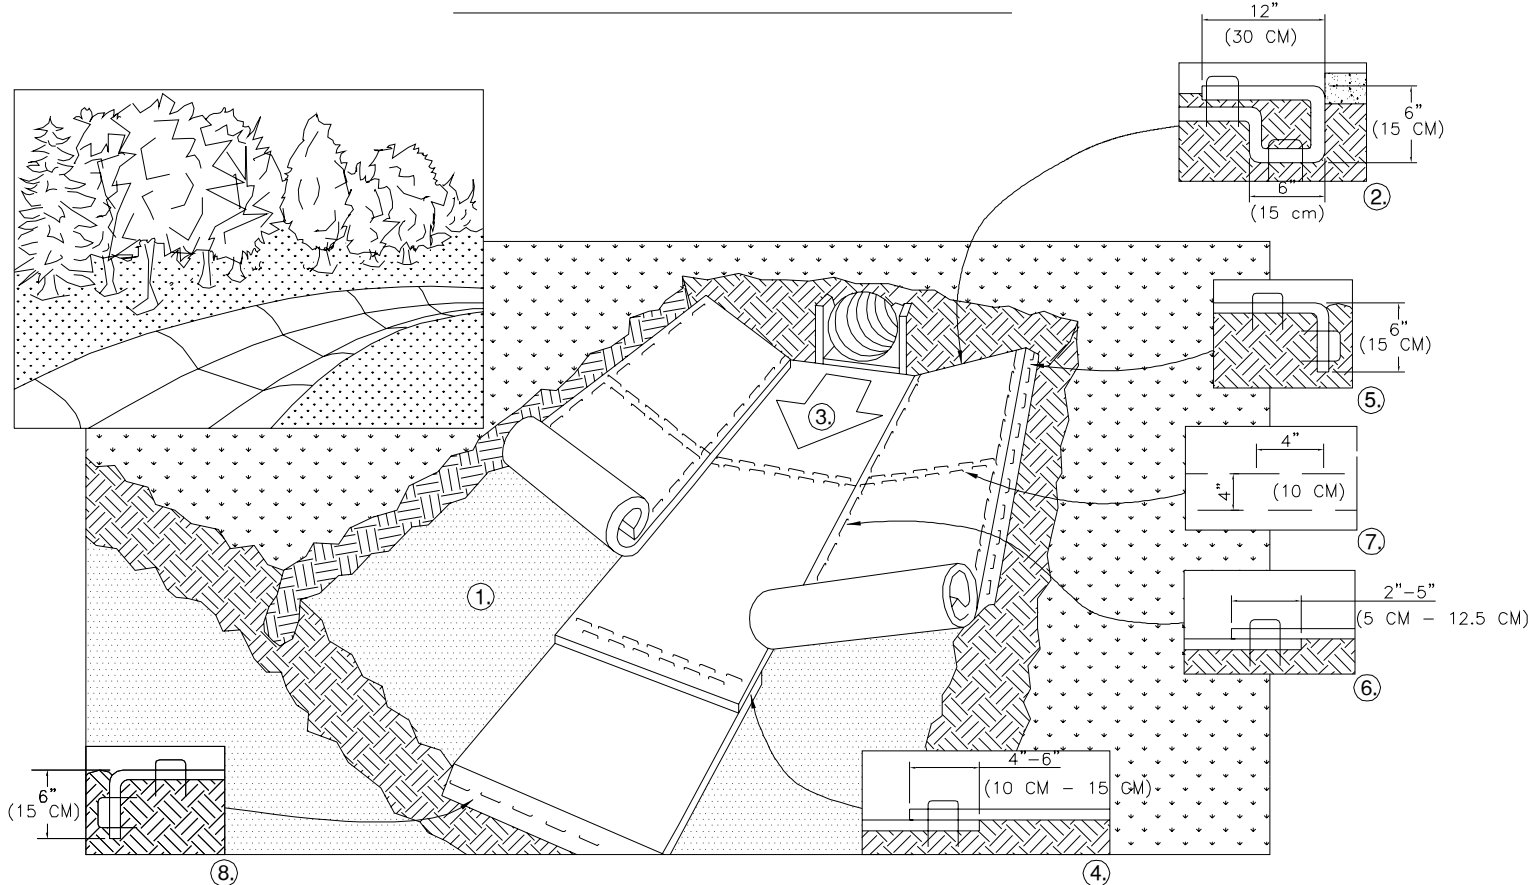 12"
(30 CM)
6"
(15 CM)
6"
(15 cm)
2.
6"
(15 CM)
5.
3.
4"
4"
(10 CM)
7.
1.
2"-5"
(5 CM - 12.5 CM)
6.
4"-6"
(10 CM - 15 CM)
4.
6"
(15 CM)
8.